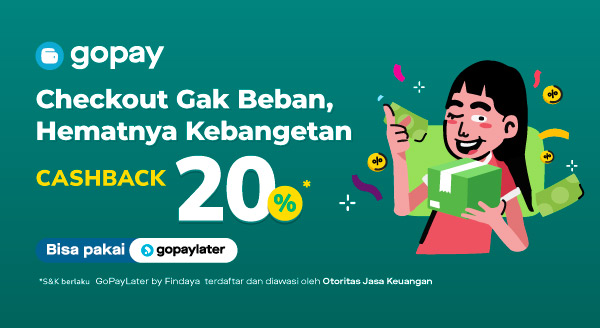 gopay
Checkout Gak Beban,
Hematnya Kebangetan
CASHBACK 20%*
Bisa pakai gopaylater
*S&K berlaku GoPayLater by Findaya terdaftar dan diawasi oleh Otoritas Jasa Keuangan